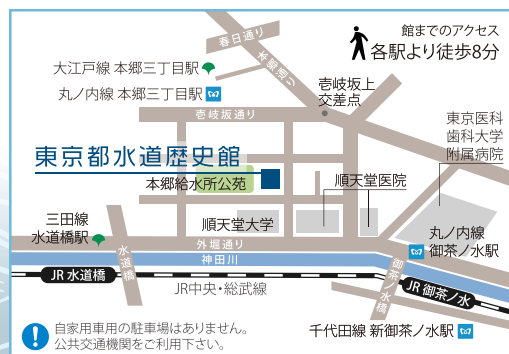 春日通り
館までのアクセス
各駅より徒歩8分
本郷通り
大江戸線 本郷三丁目駅
丸ノ内線 本郷三丁目駅
壱岐坂上
交差点
壱岐坂通り
東京医科
歯科大学
附属病院
東京都水道歴史館
本郷給水所公苑
順天堂医院
三田線
水道橋駅
順天堂大学
丸ノ内線
御茶ノ水駅
外堀通り
神田川
水道橋
御茶ノ水橋
JR 水道橋
JR中央・総武線
JR 御茶ノ水
自家用車用の駐車場はありません。
公共交通機関をご利用下さい。
千代田線 新御茶ノ水駅